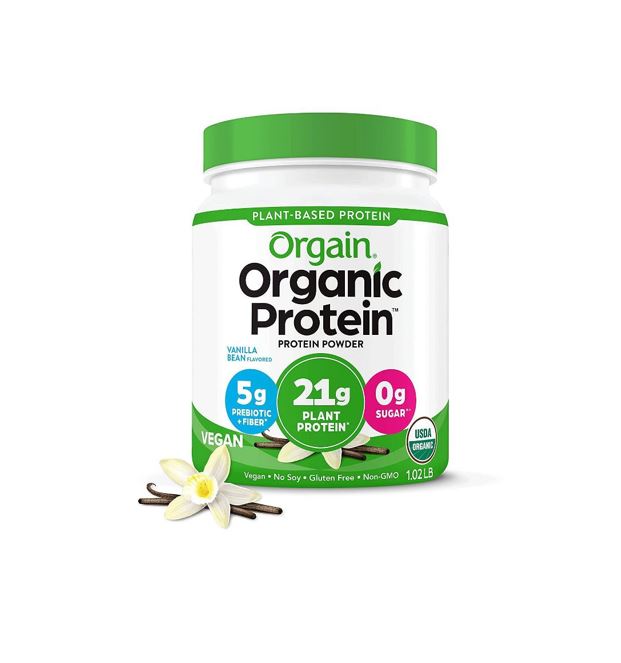 PLANT-BASED PROTEIN
Orgain®
Organic
Protein™
PROTEIN POWDER
VANILLA
BEAN FLAVORED
5g
PREBIOTIC
+ FIBER*
21g
PLANT
PROTEIN*
0g
SUGAR**
VEGAN
USDA
ORGANIC
Vegan • No Soy • Gluten Free • Non-GMO
1.02 LB